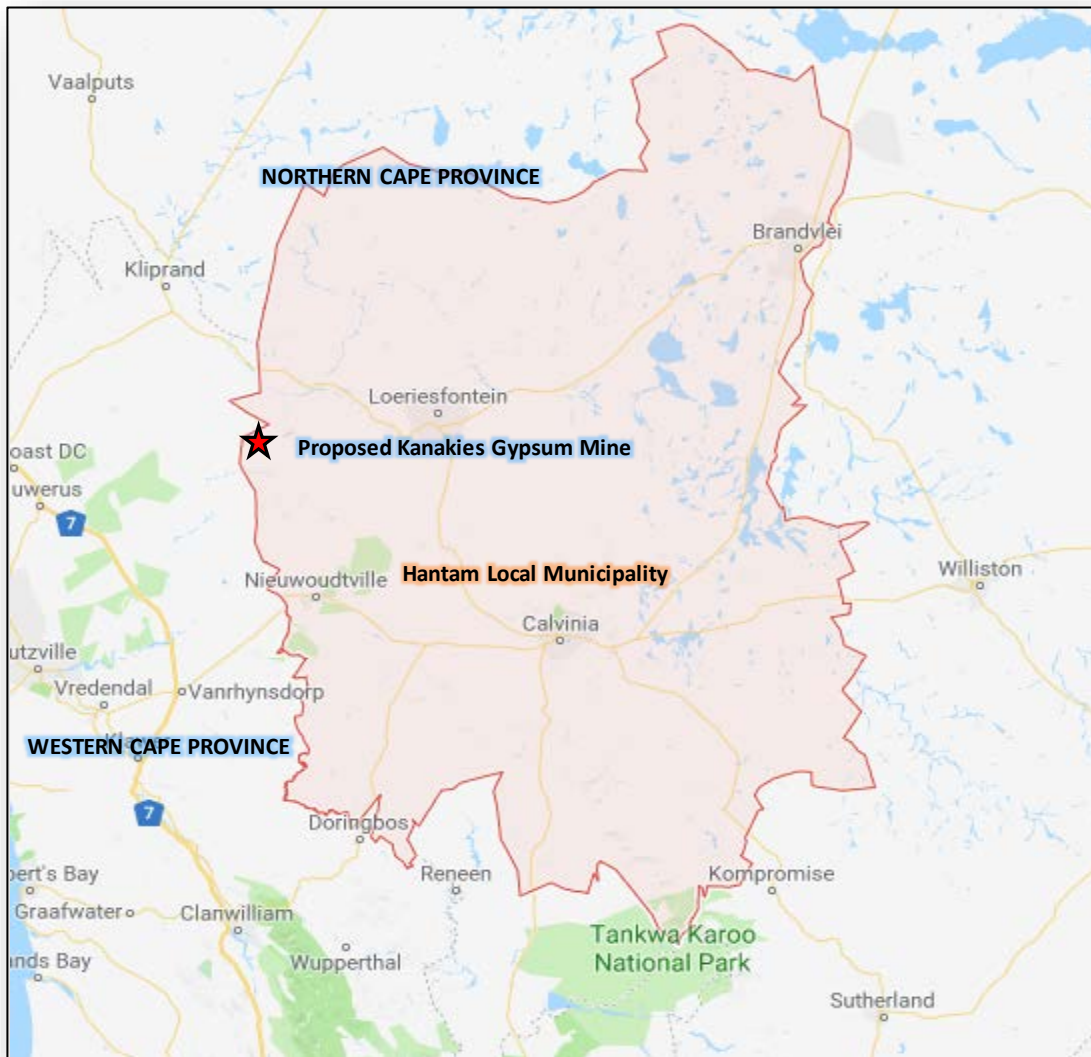 Vaalputs
NORTHERN CAPE PROVINCE
Brandvlei
Kliprand
Loeriesfontein
Proposed Kanakies Gypsum Mine
oast DC
uwerus
7
Hantam Local Municipality
Nieuwoudtville
Williston
Calvinia
utzville
Vredendal
Vanrhynsdorp
WESTERN CAPE PROVINCE
7
Doringbos
pert's Bay
Reneen
Kompromise
Graafwater
Clanwilliam
Tankwa Karoo
National Park
Wupperthal
nds Bay
Sutherland